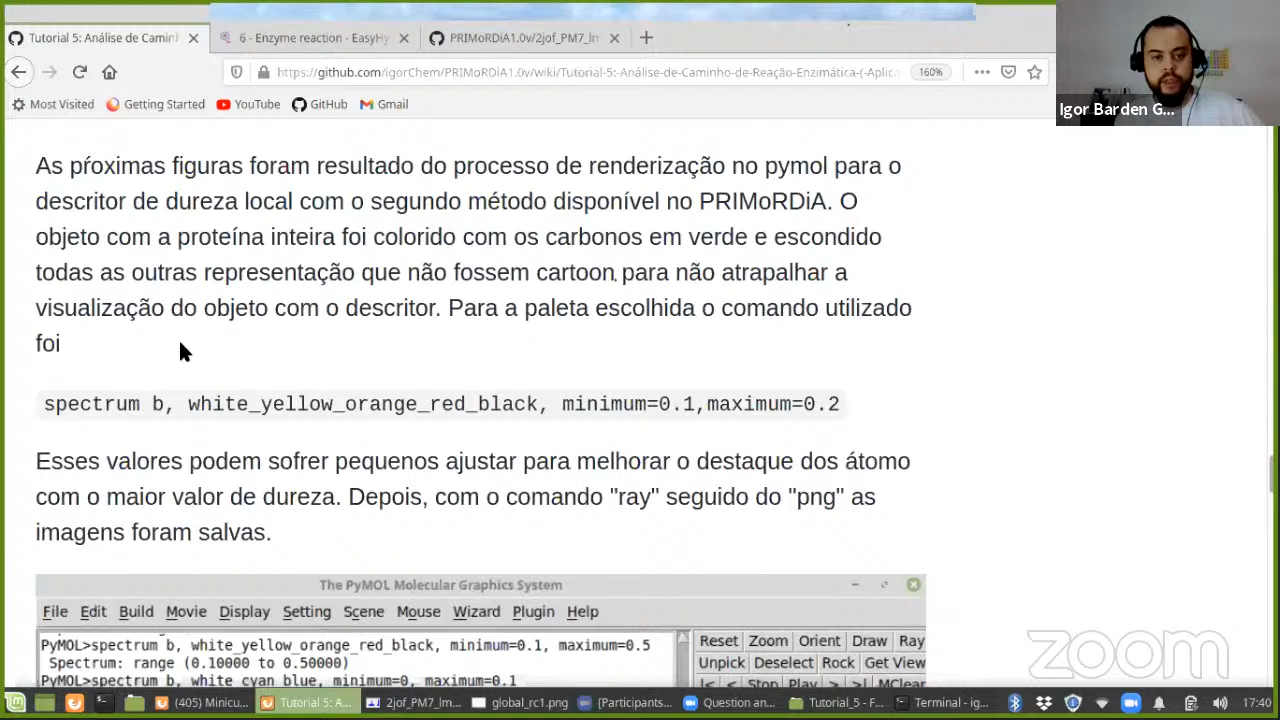 Tutorial 5: Análise de Camin
6 - Enzyme reaction - EasyHy
PRIMoRDiA1.0v/2jof_PM7_ln
https://github.com/igorChem/PRIMoRDiA1.0v/wiki/Tutorial-5:-Análise-de-Caminho-de-Reação-Enzimática-(-Aplica
160%
Most Visited
Getting Started
YouTube
GitHub
Gmail
Igor Barden G...
As pŕoximas figuras foram resultado do processo de renderização no pymol para o
descritor de dureza local com o segundo método disponível no PRIMoRDiA. O
objeto com a proteína inteira foi colorido com os carbonos em verde e escondido
todas as outras representação que não fossem cartoon para não atrapalhar a
visualização do objeto com o descritor. Para a paleta escolhida o comando utilizado
foi
spectrum b, white_yellow_orange_red_black, minimum=0.1,maximum=0.2
Esses valores podem sofrer pequenos ajustar para melhorar o destaque dos átomo
com o maior valor de dureza. Depois, com o comando "ray" seguido do "png" as
imagens foram salvas.
The PyMOL Molecular Graphics System
File Edit Build Movie Display Setting Scene Mouse Wizard Plugin Help
PyMOL>spectrum b, white_yellow_orange_red_black, minimum=0.1, maximum=0.5
Spectrum: range (0.10000 to 0.50000)
PyMOL>spectrum b, white cyan blue, minimum=0, maximum=0.1
Reset Zoom Orient Draw Ray
Unpick Deselect Rock Get View
|< < Stop Play > >| MClear
zoom
(405) Minicu...
Tutorial 5: A...
2jof_PM7_lm...
global_rc1.png
[Participants...
Question an...
Tutorial_5 - F...
Terminal - ig...
17:40